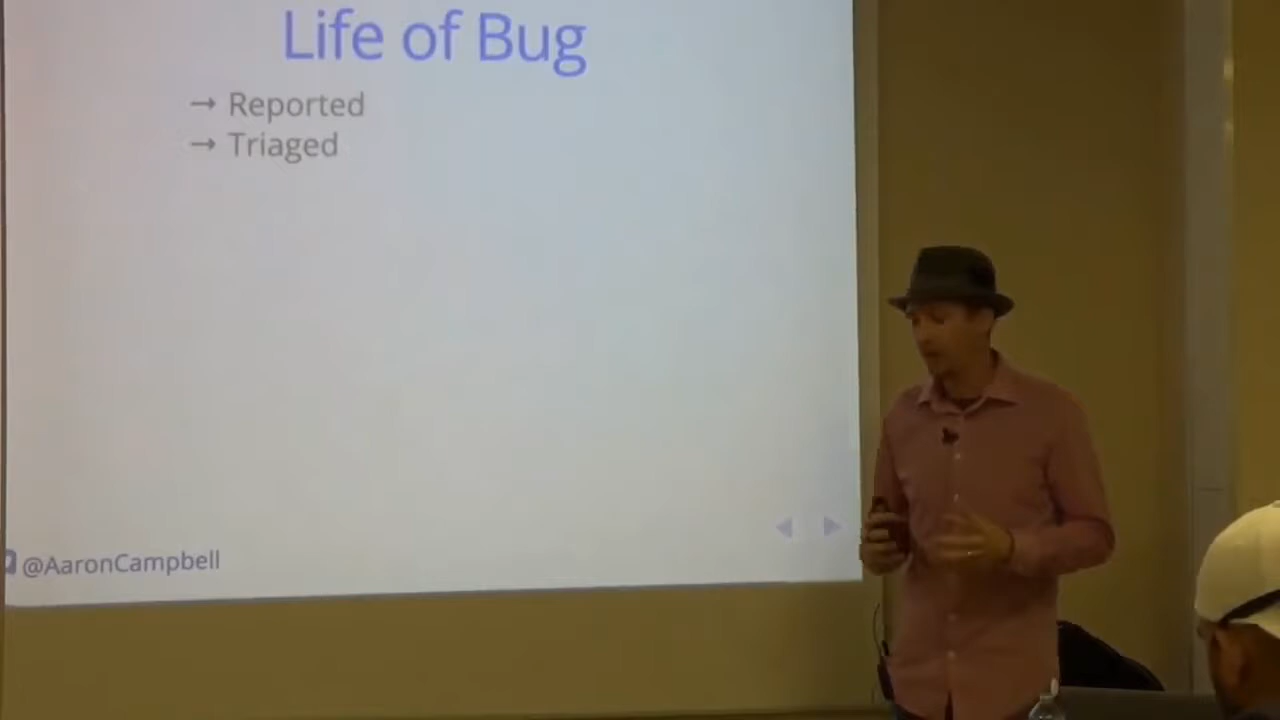 Life of Bug
→ Reported
→ Triaged
@AaronCampbell